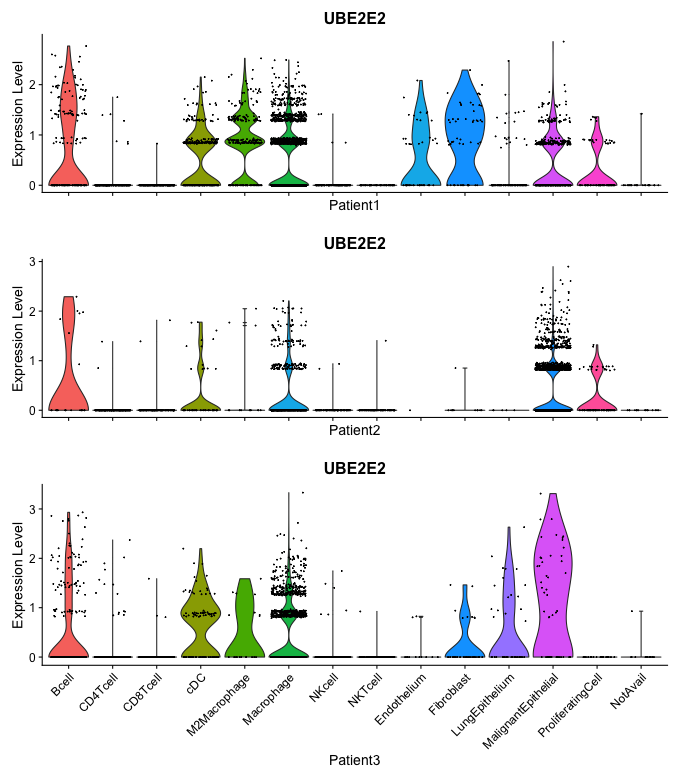 UBE2E2
Expression Level
2
1
0
Patient1
UBE2E2
Expression Level
3
2
1
0
Patient2
UBE2E2
Expression Level
3
2
1
0
Bcell
CD4Tcell
CD8Tcell
cDC
M2Macrophage
Macrophage
NKcell
NKTcell
Endothelium
Fibroblast
LungEpithelium
MalignantEpithelial
ProliferatingCell
NotAvail
Patient3